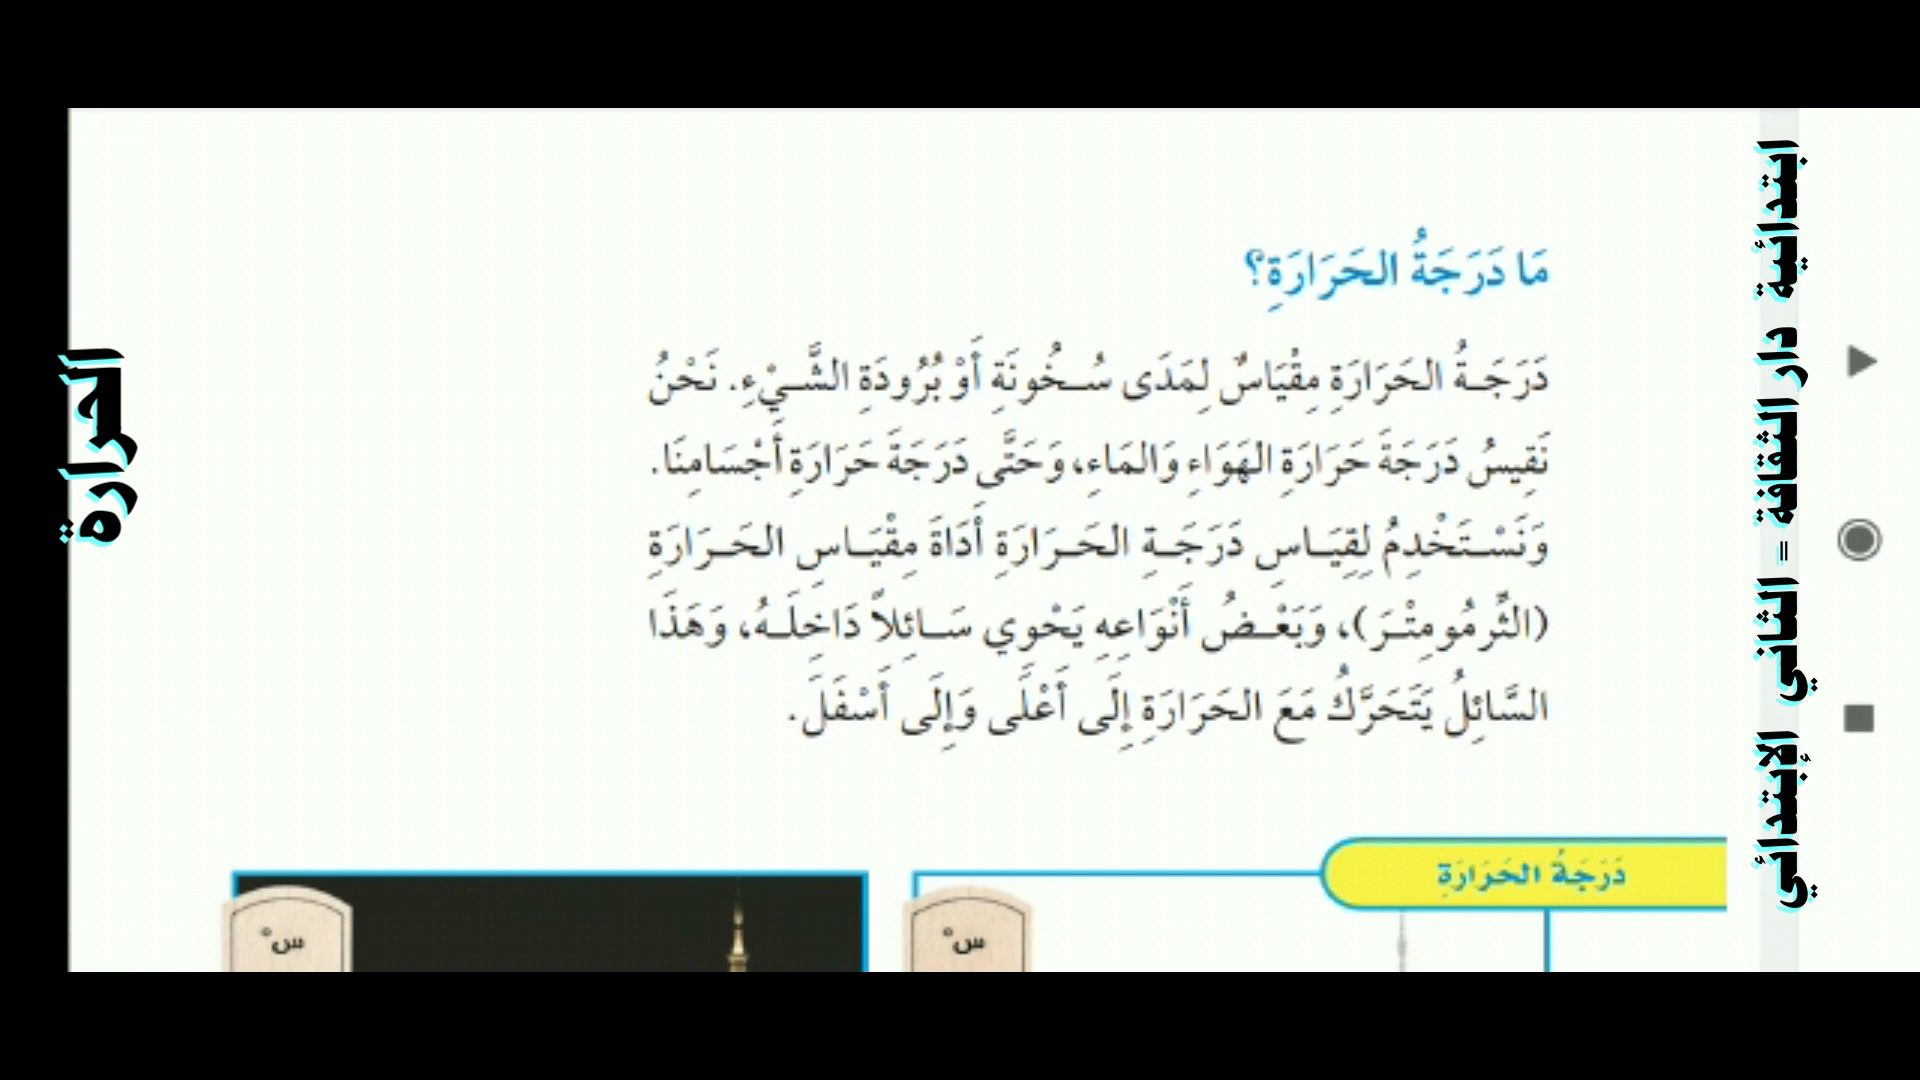 مَا دَرَجَةُ الحَرَارَةِ؟
دَرَجَـةُ الحَرَارَةِ مِقْيَاسٌ لِمَدَى سُـخُونَةِ أَوْ بُرُودَةِ الشَّـيْءِ. نَحْنُ
نَقِيسُ دَرَجَةَ حَرَارَةِ الهَوَاءِ وَالمَاءِ، وَحَتَّى دَرَجَةَ حَرَارَةِ أَجْسَامِنَا.
وَنَسْـتَخْدِمُ لِقِيَـاسِ دَرَجَـةِ الحَـرَارَةِ أَدَاةَ مِقْيَـاسِ الحَـرَارَةِ
(الثِّرمُومِتْـرَ)، وَبَعْـضُ أَنْوَاعِهِ يَحْوِي سَـائِلاً دَاخِلَـهُ، وَهَذَا
السَّائِلُ يَتَحَرَّكُ مَعَ الحَرَارَةِ إِلَى أَعْلَى وَإِلَى أَسْفَلَ.
دَرَجَةُ الحَرَارَةِ
س°
س°
ابتدائية دار الثقافة = الثاني الإبتدائي
الحرارة